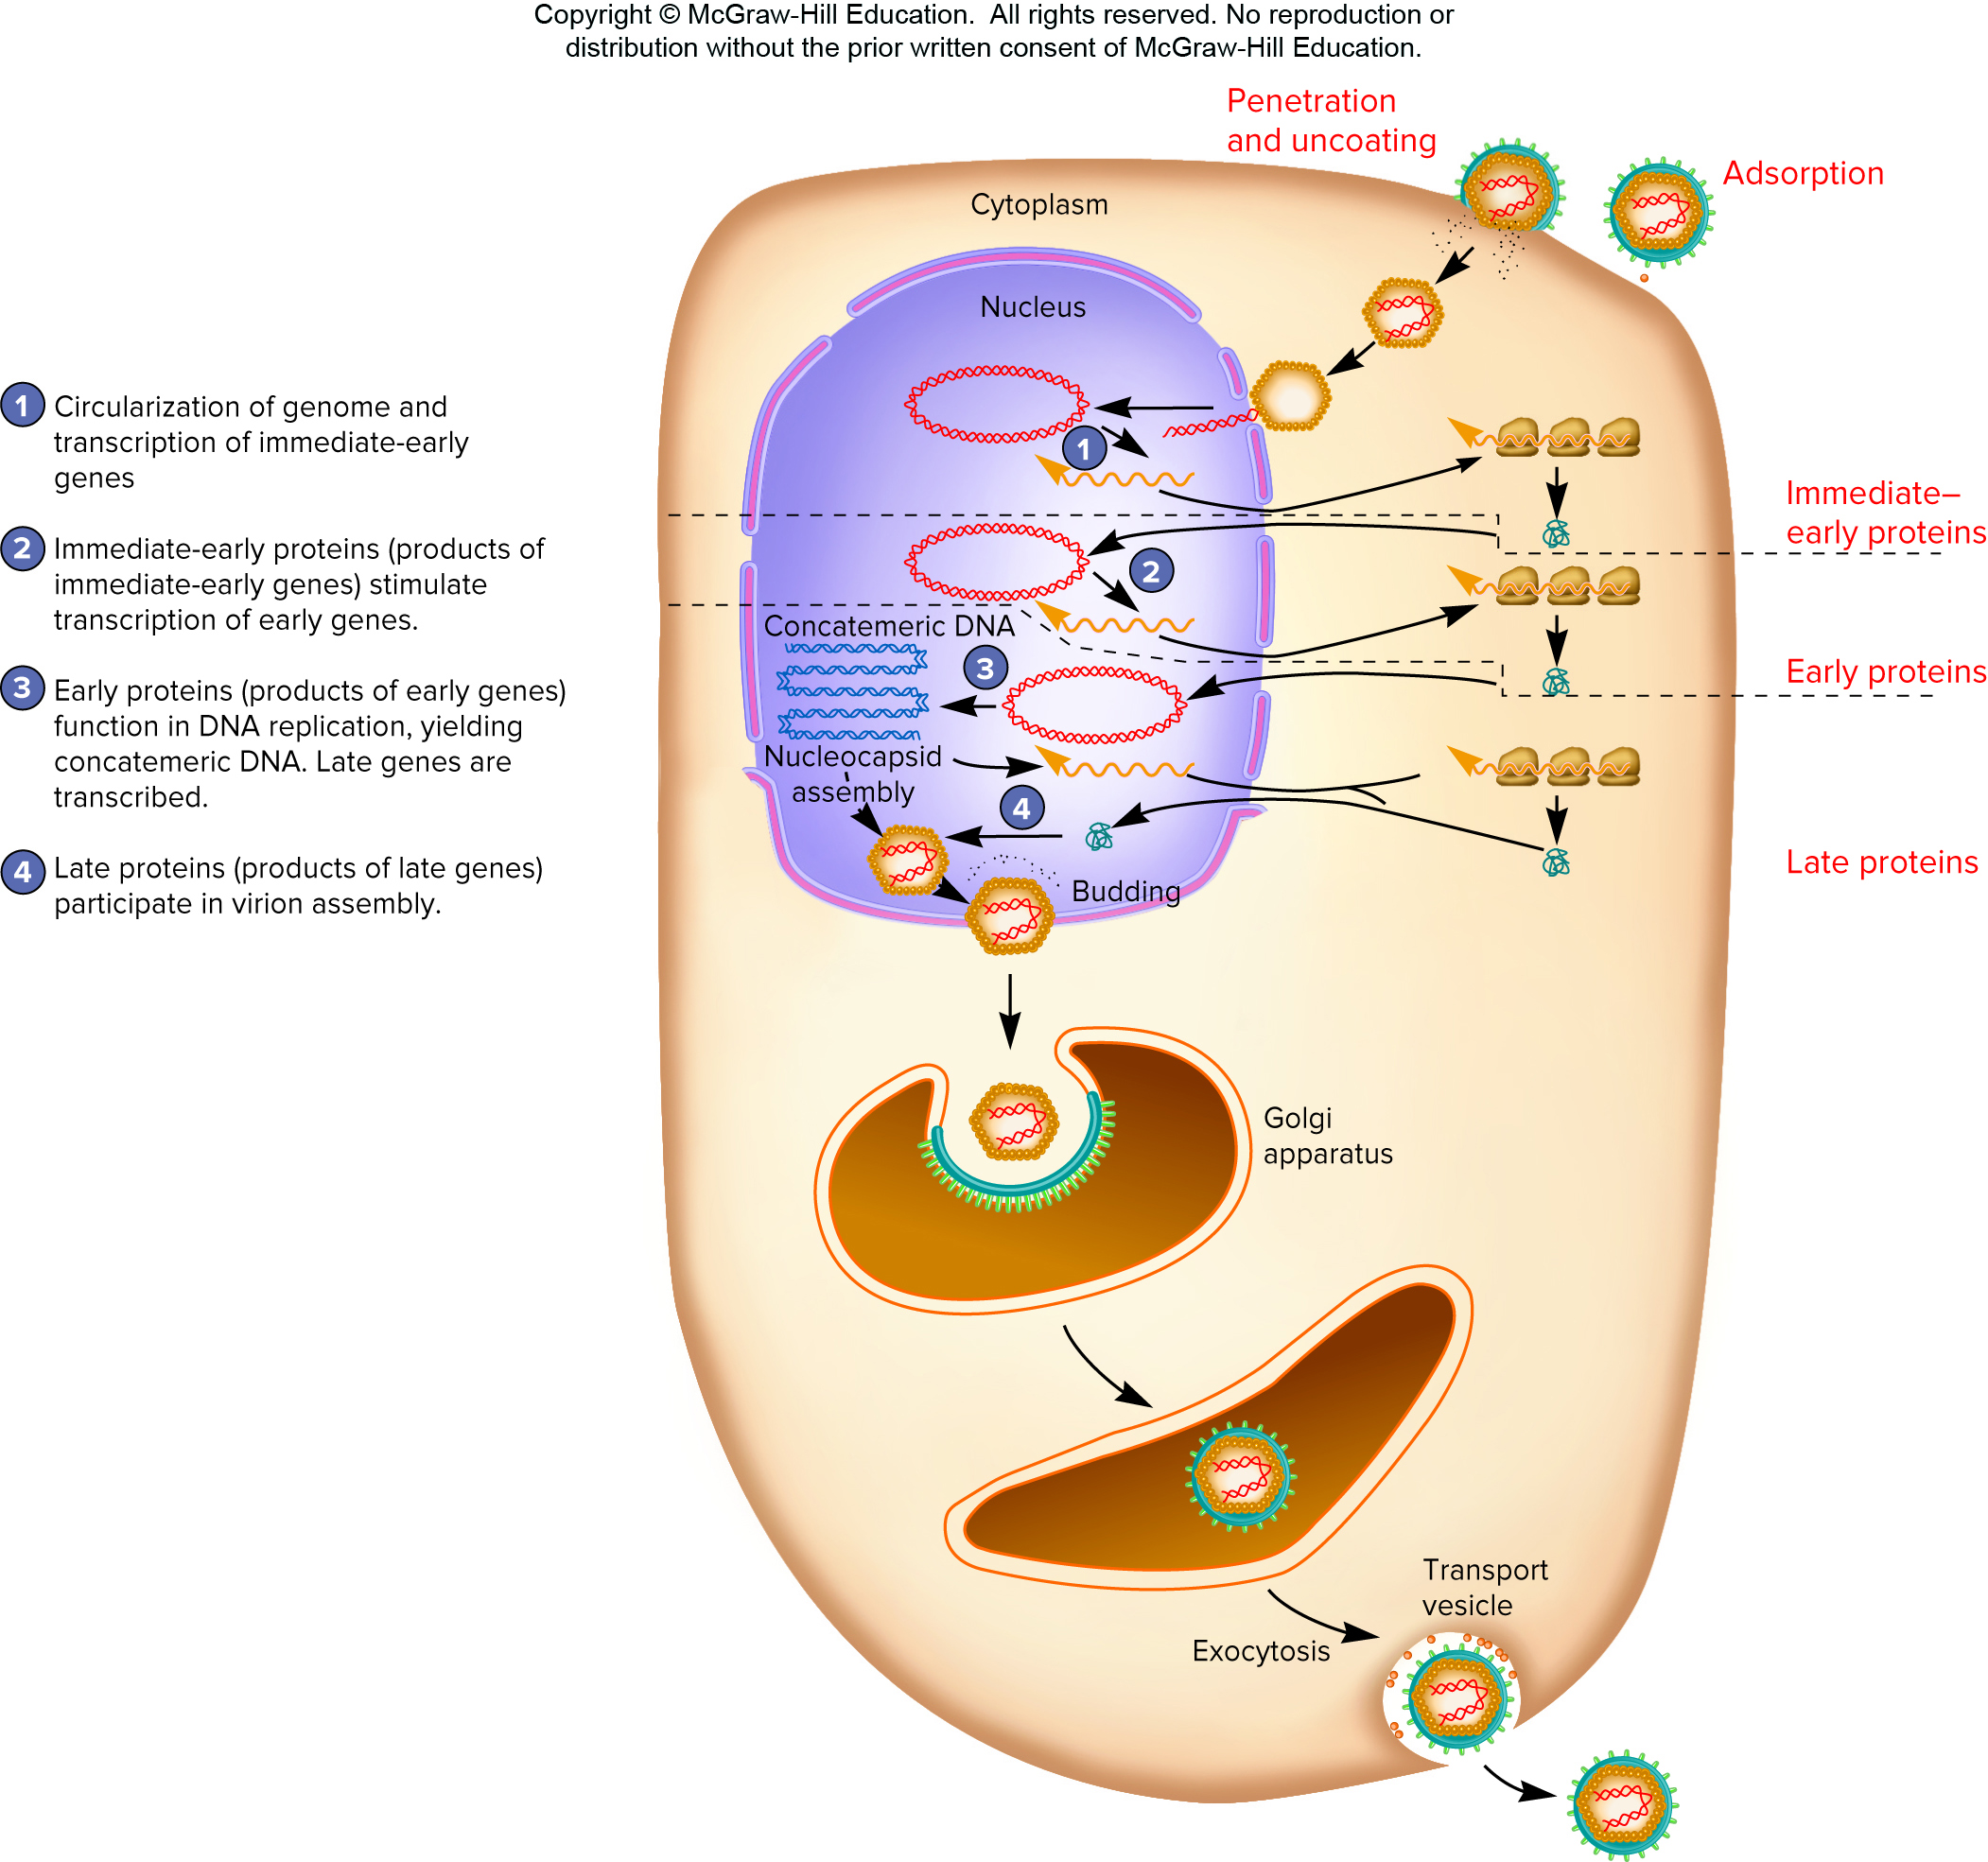 Copyright © McGraw-Hill Education.  All rights reserved. No reproduction or
distribution without the prior written consent of McGraw-Hill Education.
Penetration
and uncoating
Adsorption
Cytoplasm
Nucleus
1
1 Circularization of genome and
transcription of immediate-early
genes
2 Immediate-early proteins (products of
immediate-early genes) stimulate
transcription of early genes.
3 Early proteins (products of early genes)
function in DNA replication, yielding
concatemeric DNA. Late genes are
transcribed.
4 Late proteins (products of late genes)
participate in virion assembly.
Immediate–
early proteins
2
Concatemeric DNA
3
Early proteins
Nucleocapsid
assembly
4
Late proteins
Budding
Golgi
apparatus
Transport
vesicle
Exocytosis